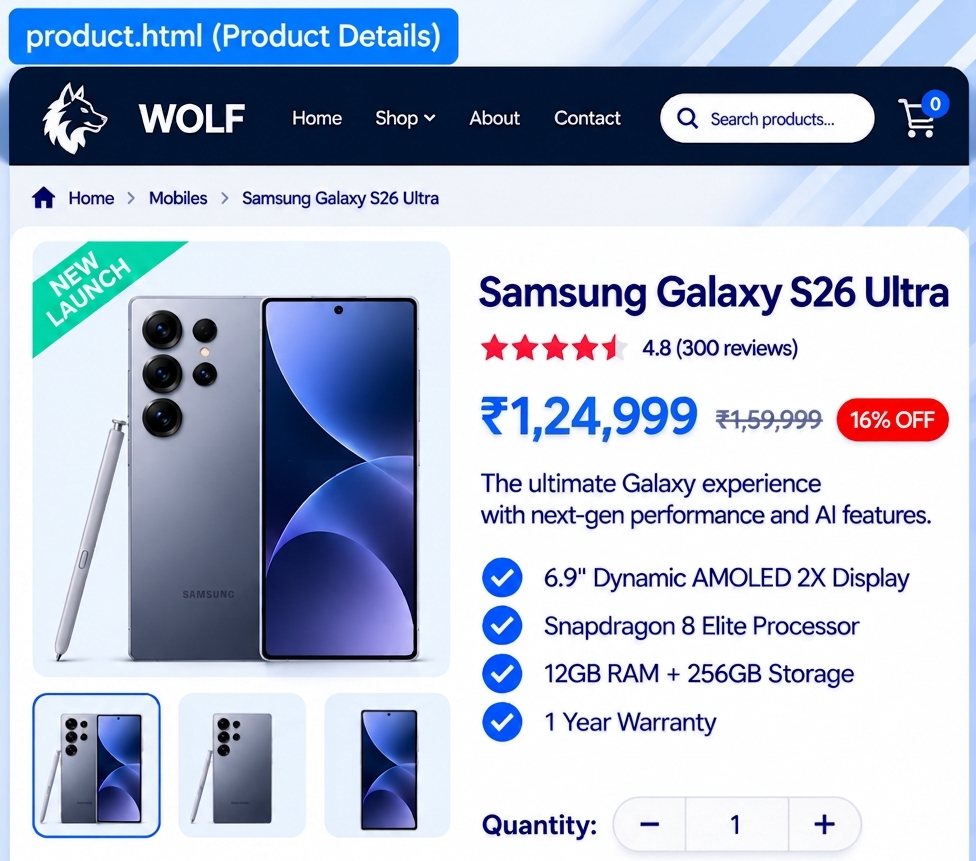 product.html (Product Details)
WOLF
Home
Shop
About
Contact
Search products...
0
Home > Mobiles > Samsung Galaxy S26 Ultra
NEW
LAUNCH
SAMSUNG
Samsung Galaxy S26 Ultra
4.8 (300 reviews)
₹1,24,999 ₹1,59,999 16% OFF
The ultimate Galaxy experience
with next-gen performance and AI features.
6.9" Dynamic AMOLED 2X Display
Snapdragon 8 Elite Processor
12GB RAM + 256GB Storage
1 Year Warranty
Quantity: − 1 +